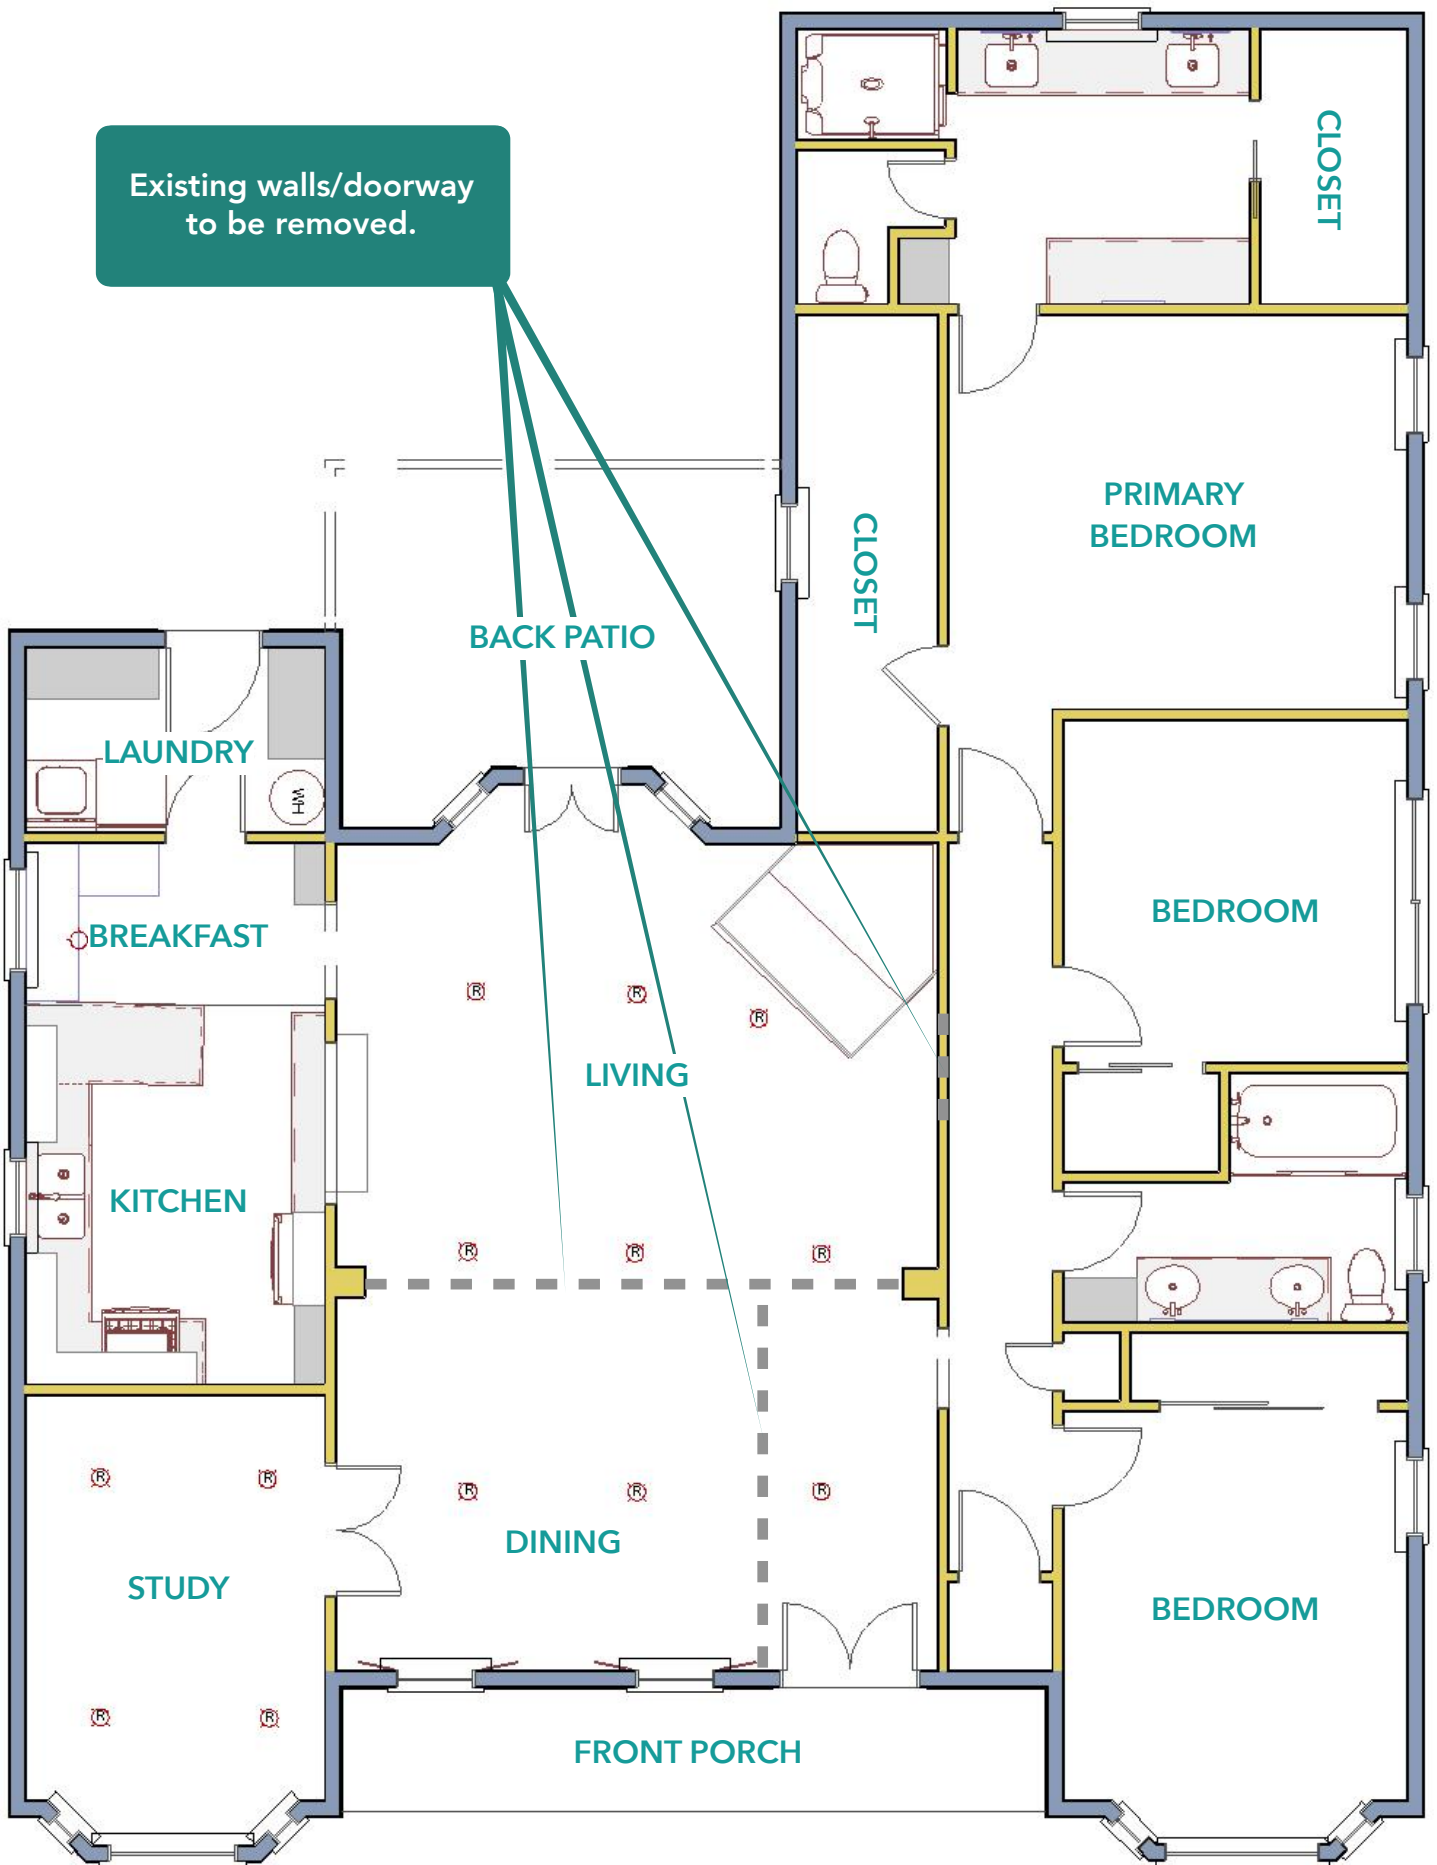 Existing walls/doorway
to be removed.
CLOSET
PRIMARY
BEDROOM
CLOSET
BACK PATIO
LAUNDRY
WH
BREAKFAST
BEDROOM
R
R
R
LIVING
KITCHEN
R
R
R
R
R
R
R
R
DINING
STUDY
BEDROOM
R
R
FRONT PORCH